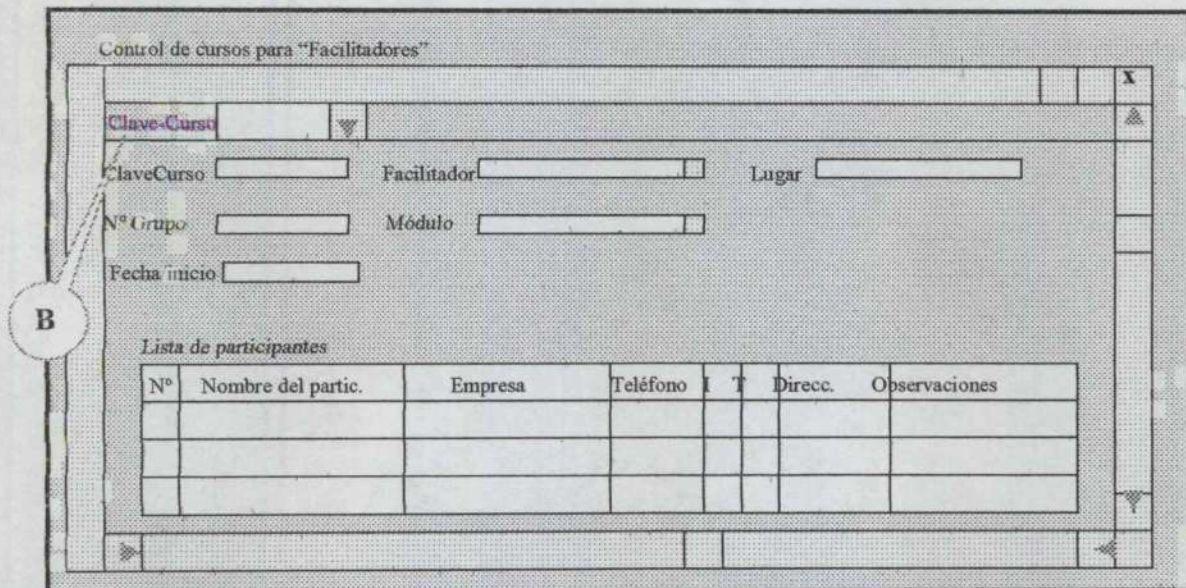 Control de cursos para “Facilitadores”
x
Clave-Curso
ClaveCurso Facilitador Lugar
Nº Grupo Módulo
Fecha inicio
B
Lista de participantes
Nº Nombre del partic. Empresa Teléfono I T Direcc. Observaciones